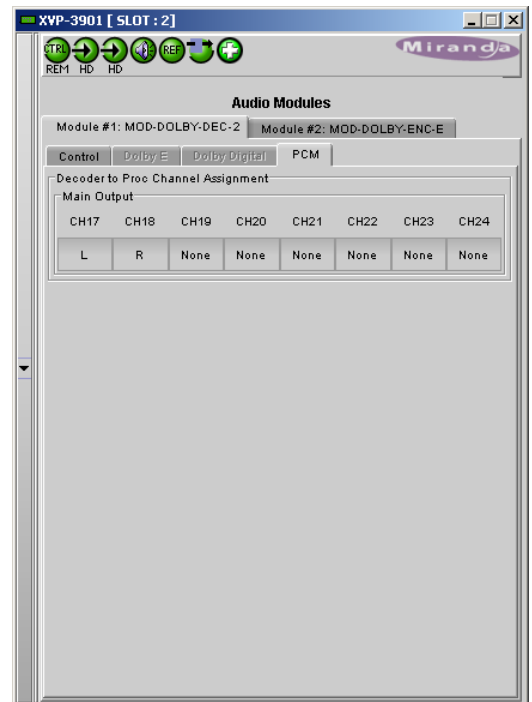 XVP-3901 [ SLOT : 2]
CTRL REF Miranda
REM HD HD
Audio Modules
Module #1: MOD-DOLBY-DEC-2 Module #2: MOD-DOLBY-ENC-E
Control Dolby E Dolby Digital PCM
Decoder to Proc Channel Assignment
Main Output
CH17 CH18 CH19 CH20 CH21 CH22 CH23 CH24
L R None None None None None None